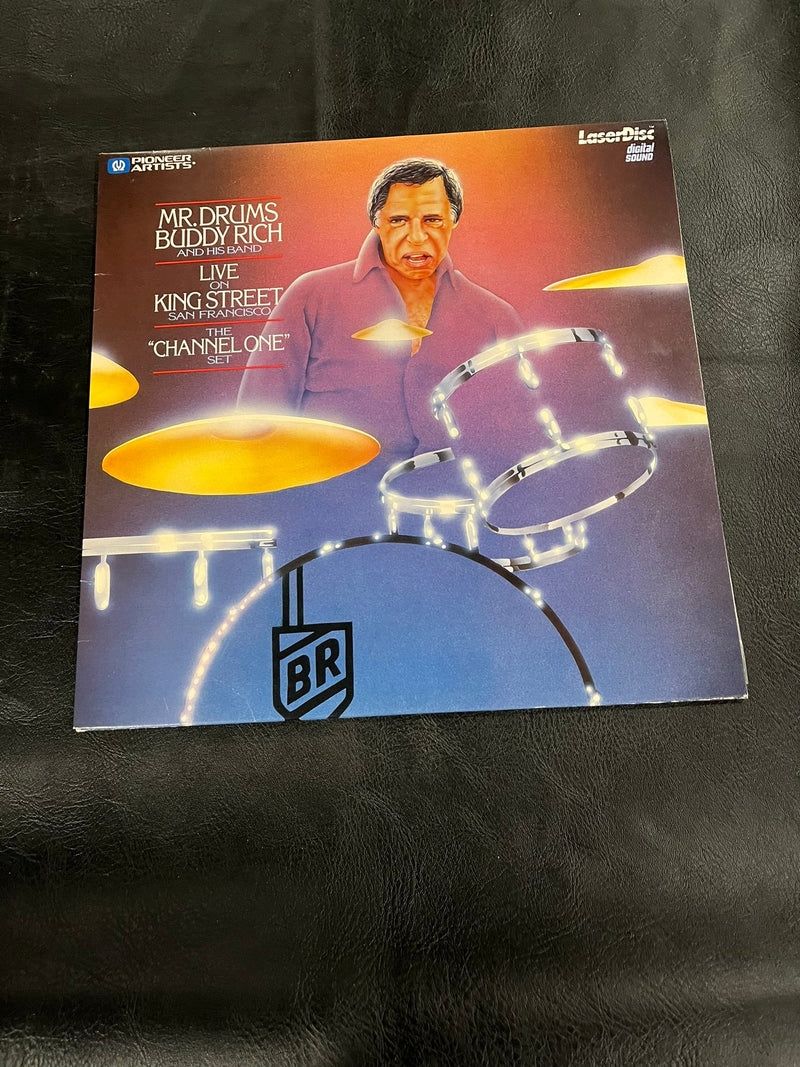 PIONEER
ARTISTS®
LaserDisc
digital
SOUND
MR. DRUMS
BUDDY RICH
AND HIS BAND
LIVE
ON
KING STREET
SAN FRANCISCO
THE
"CHANNEL ONE"
SET
BR